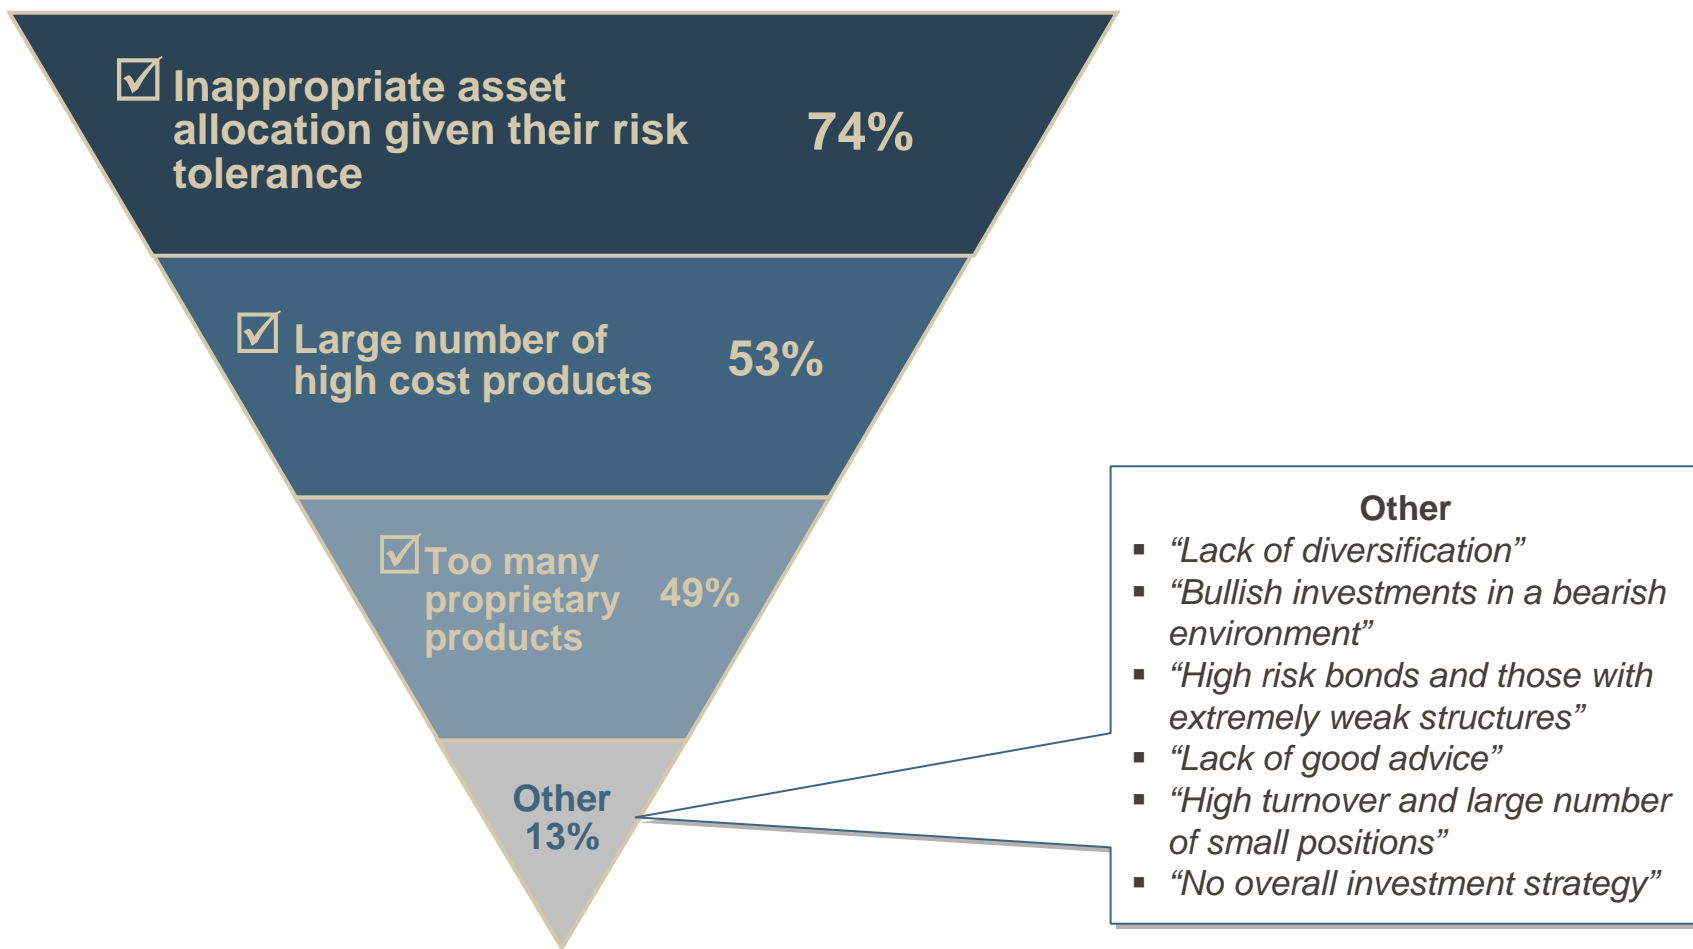 Inappropriate asset
allocation given their risk
tolerance
74%
Large number of
high cost products
53%
Too many
proprietary
products
49%
Other
13%
Other
“Lack of diversification”
“Bullish investments in a bearish
environment”
“High risk bonds and those with
extremely weak structures”
“Lack of good advice”
“High turnover and large number
of small positions”
“No overall investment strategy”